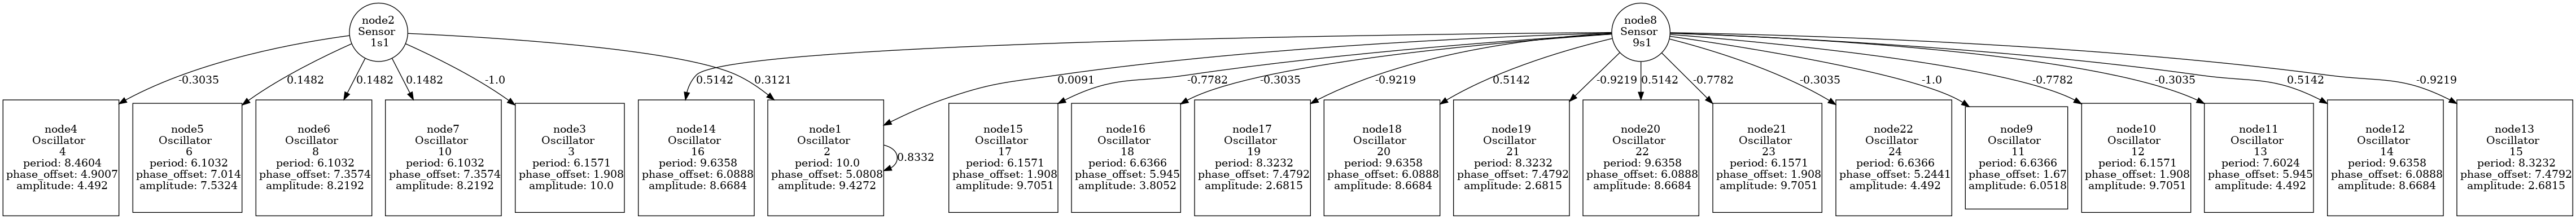 node2
Sensor
1s1
node8
Sensor
9s1
-0.3035
0.1482
0.1482
0.1482
-1.0
0.5142
0.3121
0.0091
-0.7782
-0.3035
-0.9219
0.5142
-0.9219
0.5142
-0.7782
-0.3035
-1.0
-0.7782
-0.3035
0.5142
-0.9219
node4
Oscillator
4
period: 8.4604
phase_offset: 4.9007
amplitude: 4.492
node5
Oscillator
6
period: 6.1032
phase_offset: 7.014
amplitude: 7.5324
node6
Oscillator
8
period: 6.1032
phase_offset: 7.3574
amplitude: 8.2192
node7
Oscillator
10
period: 6.1032
phase_offset: 7.3574
amplitude: 8.2192
node3
Oscillator
3
period: 6.1571
phase_offset: 1.908
amplitude: 10.0
node14
Oscillator
16
period: 9.6358
phase_offset: 6.0888
amplitude: 8.6684
node1
Oscillator
2
period: 10.0
phase_offset: 5.0808
amplitude: 9.4272
0.8332
node15
Oscillator
17
period: 6.1571
phase_offset: 1.908
amplitude: 9.7051
node16
Oscillator
18
period: 6.6366
phase_offset: 5.945
amplitude: 3.8052
node17
Oscillator
19
period: 8.3232
phase_offset: 7.4792
amplitude: 2.6815
node18
Oscillator
20
period: 9.6358
phase_offset: 6.0888
amplitude: 8.6684
node19
Oscillator
21
period: 8.3232
phase_offset: 7.4792
amplitude: 2.6815
node20
Oscillator
22
period: 9.6358
phase_offset: 6.0888
amplitude: 8.6684
node21
Oscillator
23
period: 6.1571
phase_offset: 1.908
amplitude: 9.7051
node22
Oscillator
24
period: 6.6366
phase_offset: 5.2441
amplitude: 4.492
node9
Oscillator
11
period: 6.6366
phase_offset: 1.67
amplitude: 6.0518
node10
Oscillator
12
period: 6.1571
phase_offset: 1.908
amplitude: 9.7051
node11
Oscillator
13
period: 7.6024
phase_offset: 5.945
amplitude: 4.492
node12
Oscillator
14
period: 9.6358
phase_offset: 6.0888
amplitude: 8.6684
node13
Oscillator
15
period: 8.3232
phase_offset: 7.4792
amplitude: 2.6815